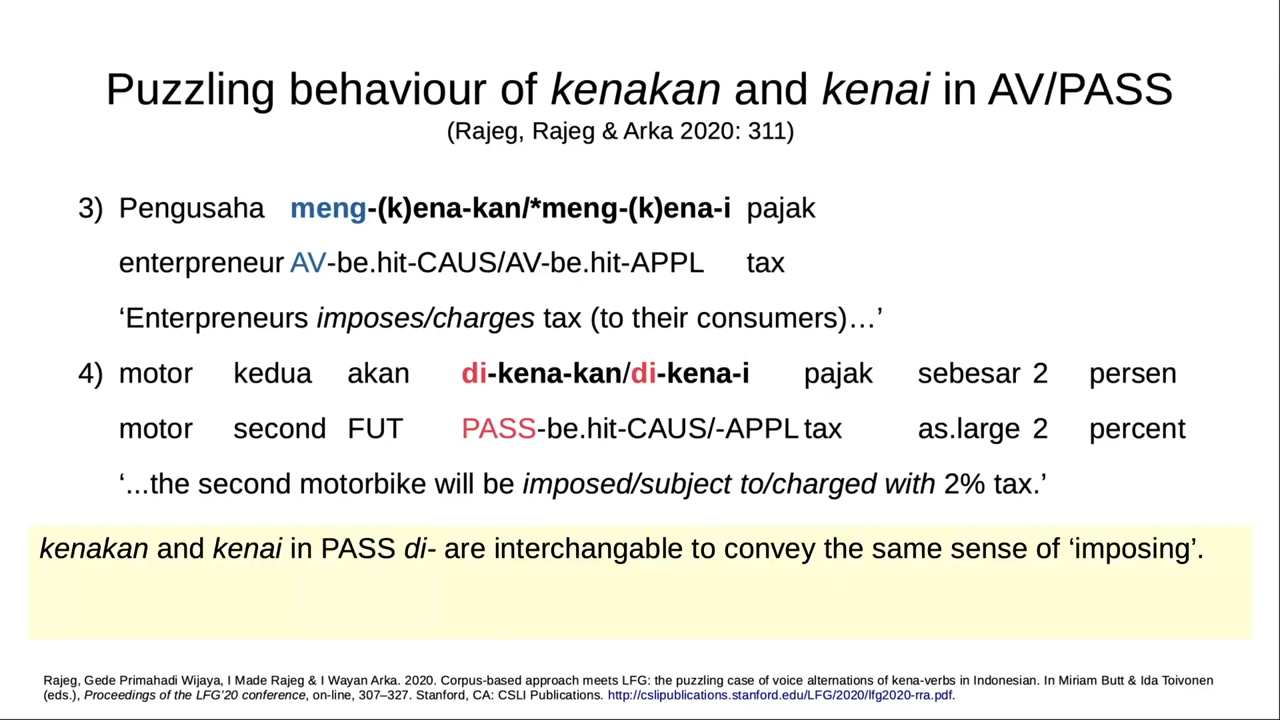 Puzzling behaviour of kenakan and kenai in AV/PASS
(Rajeg, Rajeg & Arka 2020: 311)
3) Pengusaha meng-(k)ena-kan/*meng-(k)ena-i pajak
enterpreneur AV-be.hit-CAUS/AV-be.hit-APPL tax
‘Enterpreneurs imposes/charges tax (to their consumers)…’
4) motor kedua akan di-kena-kan/di-kena-i pajak sebesar 2 persen
motor second FUT PASS-be.hit-CAUS/-APPL tax as.large 2 percent
‘...the second motorbike will be imposed/subject to/charged with 2% tax.’
kenakan and kenai in PASS di- are interchangable to convey the same sense of ‘imposing’.
Rajeg, Gede Primahadi Wijaya, I Made Rajeg & I Wayan Arka. 2020. Corpus-based approach meets LFG: the puzzling case of voice alternations of kena-verbs in Indonesian. In Miriam Butt & Ida Toivonen
(eds.), Proceedings of the LFG’20 conference, on-line, 307–327. Stanford, CA: CSLI Publications. http://cslipublications.stanford.edu/LFG/2020/lfg2020-rra.pdf.